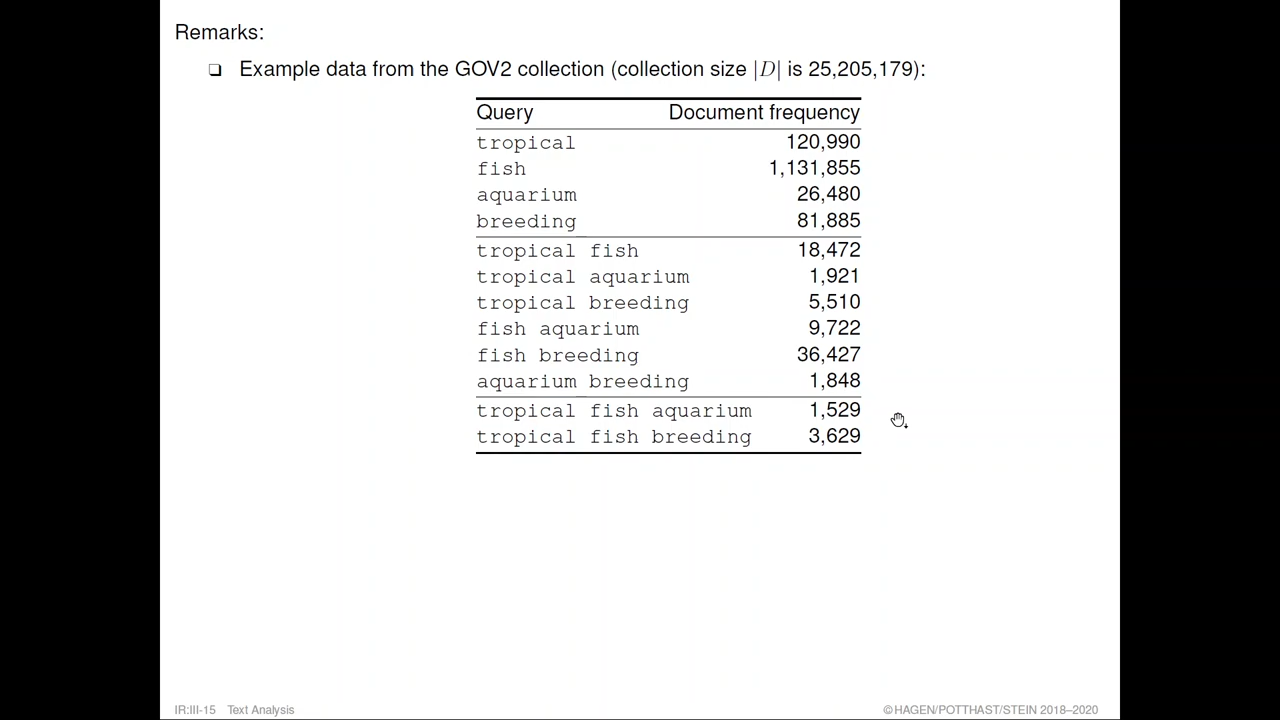 Remarks:
❏ Example data from the GOV2 collection (collection size |D| is 25,205,179):
Query Document frequency
tropical 120,990
fish 1,131,855
aquarium 26,480
breeding 81,885
tropical fish 18,472
tropical aquarium 1,921
tropical breeding 5,510
fish aquarium 9,722
fish breeding 36,427
aquarium breeding 1,848
tropical fish aquarium 1,529
tropical fish breeding 3,629
IR:III-15 Text Analysis ©HAGEN/POTTHAST/STEIN 2018–2020